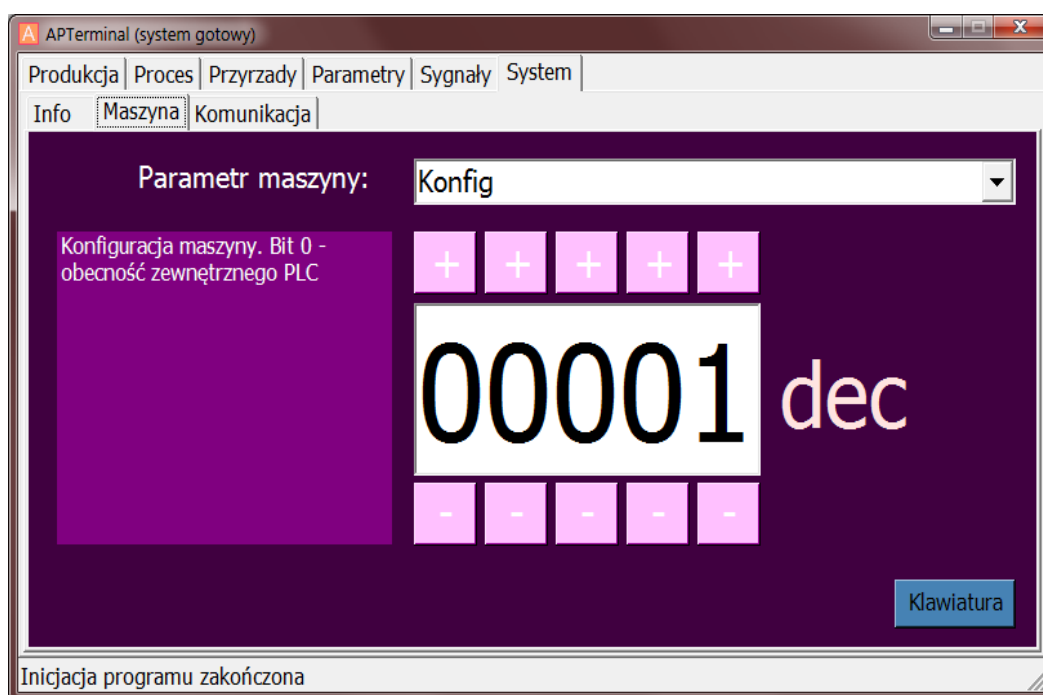 A APTerminal (system gotowy)
Produkcja Proces Przyrzady Parametry Sygnały System
Info Maszyna Komunikacja
Parametr maszyny: Konfig
Konfiguracja maszyny. Bit 0 -
obecność zewnętrznego PLC
+ + + + +
00001 dec
- - - - -
Klawiatura
Inicjacja programu zakończona